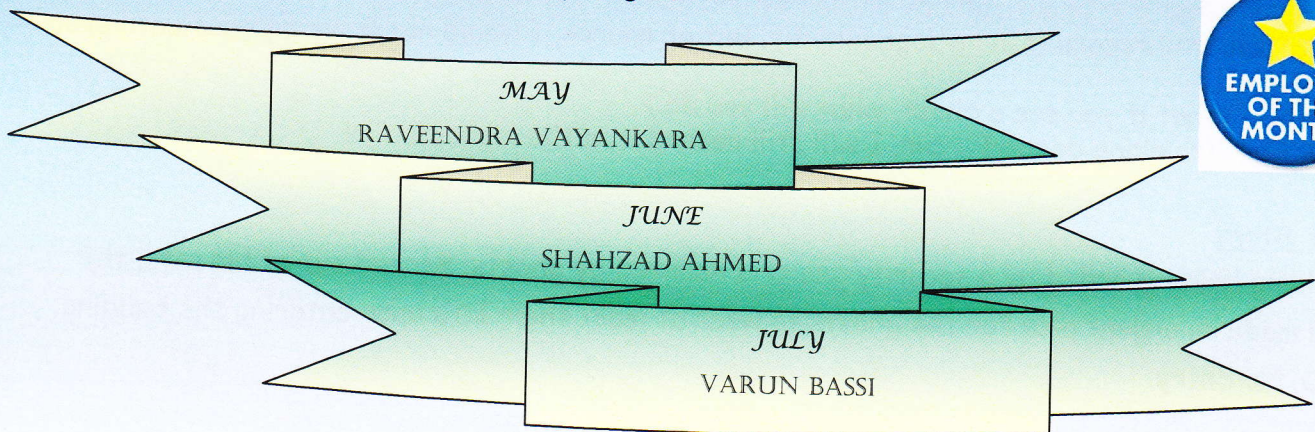 MAY
RAVEENDRA VAYANKARA
JUNE
SHAHZAD AHMED
JULY
VARUN BASSI
EMPLO
OF TH
MONT